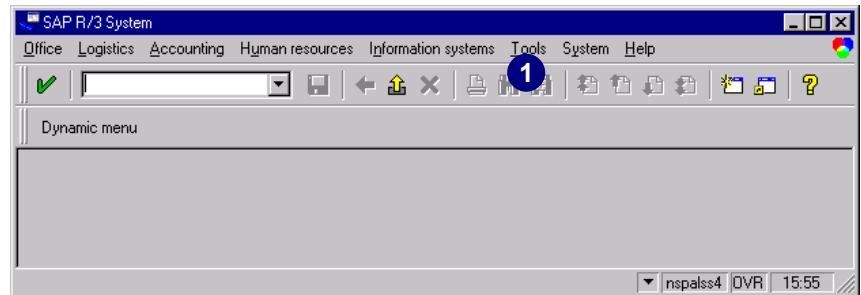 SAP R/3 System
Office Logistics Accounting Human resources Information systems Tools System Help
1
Dynamic menu
nspalss4 OVR 15:55